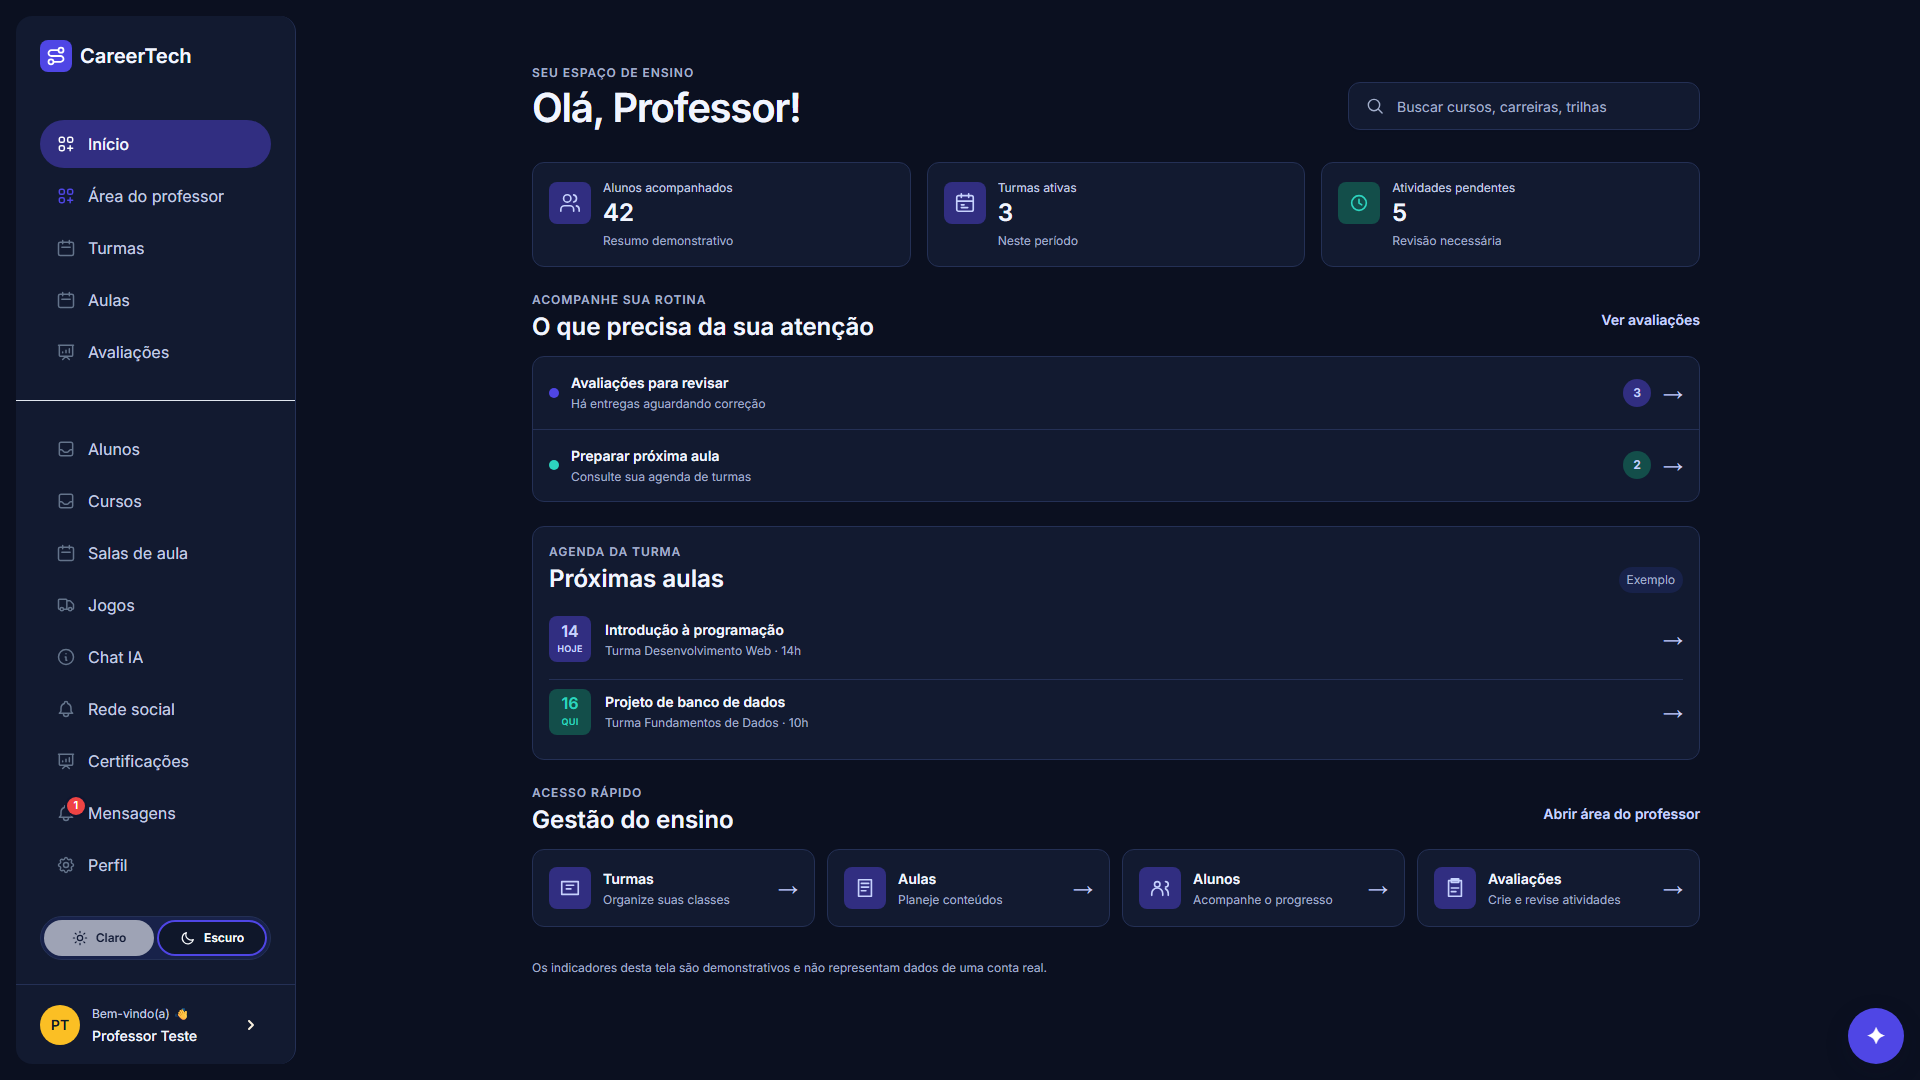 CareerTech
Início
Área do professor
Turmas
Aulas
Avaliações
Alunos
Cursos
Salas de aula
Jogos
Chat IA
Rede social
Certificações
1
Mensagens
Perfil
Claro
Escuro
PT
Bem-vindo(a) 👋
Professor Teste
SEU ESPAÇO DE ENSINO
Olá, Professor!
Buscar cursos, carreiras, trilhas
Alunos acompanhados
42
Resumo demonstrativo
Turmas ativas
3
Neste período
Atividades pendentes
5
Revisão necessária
ACOMPANHE SUA ROTINA
O que precisa da sua atenção
Ver avaliações
Avaliações para revisar
Há entregas aguardando correção
3
Preparar próxima aula
Consulte sua agenda de turmas
2
AGENDA DA TURMA
Próximas aulas
Exemplo
14
HOJE
Introdução à programação
Turma Desenvolvimento Web · 14h
16
QUI
Projeto de banco de dados
Turma Fundamentos de Dados · 10h
ACESSO RÁPIDO
Gestão do ensino
Abrir área do professor
Turmas
Organize suas classes
Aulas
Planeje conteúdos
Alunos
Acompanhe o progresso
Avaliações
Crie e revise atividades
Os indicadores desta tela são demonstrativos e não representam dados de uma conta real.